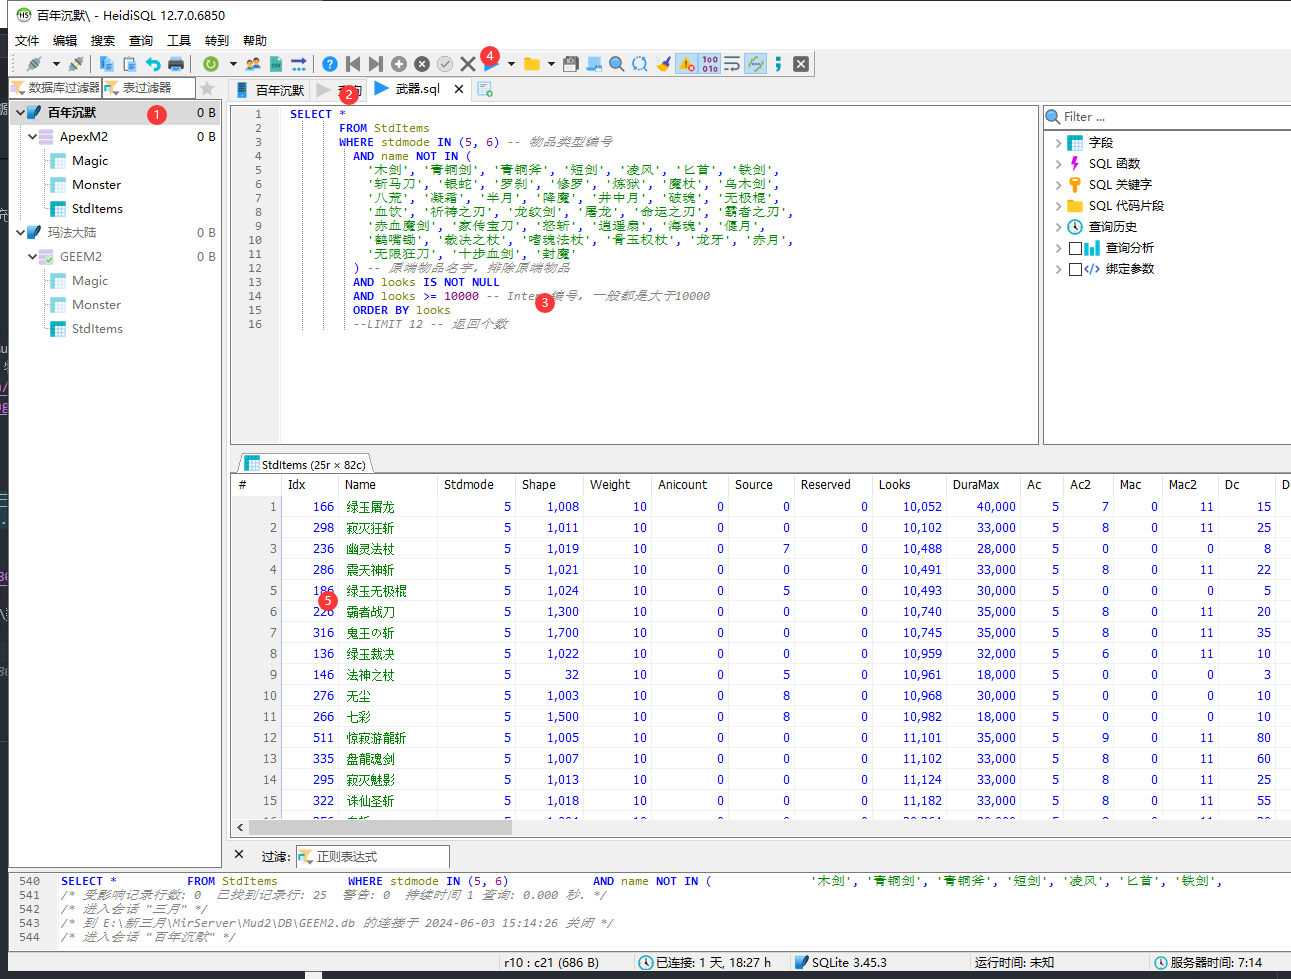 百年沉默\ - HeidiSQL 12.7.0.6850
文件 编辑 搜索 查询 工具 转到 帮助
4
数据库过滤器 表过滤器
百年沉默 2 武器.sql
百年沉默 1 0 B
ApexM2 0 B
Magic
Monster
StdItems
玛法大陆 0 B
GEEM2 0 B
Magic
Monster
StdItems
1 SELECT *
2 FROM StdItems
3 WHERE stdmode IN (5, 6) -- 物品类型编号
4 AND name NOT IN (
5 '木剑', '青铜剑', '青铜斧', '短剑', '凌风', '匕首', '铁剑',
6 '斩马刀', '银蛇', '罗刹', '修罗', '炼狱', '魔杖', '乌木剑',
7 '八荒', '凝霜', '半月', '降魔', '井中月', '破魂', '无极棍',
8 '血饮', '祈祷之刃', '龙纹剑', '屠龙', '命运之刃', '霸者之刃',
9 '赤血魔剑', '家传宝刀', '怒斩', '逍遥扇', '海魂', '偃月',
10 '鹤嘴锄', '裁决之杖', '嗜魂法杖', '骨玉权杖', '龙牙', '赤月',
11 '无限狂刀', '十步血剑', '封魔'
12 ) -- 原端物品名字, 排除原端物品
13 AND looks IS NOT NULL
14 AND looks >= 10000 -- Inter 3 编号, 一般都是大于10000
15 ORDER BY looks
16 --LIMIT 12 -- 返回个数
Filter ...
字段
SQL 函数
SQL 关键字
SQL 代码片段
查询历史
查询分析
绑定参数
StdItems (25r × 82c)
# Idx Name Stdmode Shape Weight Anicount Source Reserved Looks DuraMax Ac Ac2 Mac Mac2 Dc D
1 166 绿玉屠龙 5 1,008 10 0 0 0 10,052 40,000 5 7 0 11 15
2 298 寂灭狂斩 5 1,011 10 0 0 0 10,102 33,000 5 8 0 11 25
3 236 幽灵法杖 5 1,019 10 0 7 0 10,488 28,000 5 0 0 0 8
4 286 震天神斩 5 1,021 10 0 0 0 10,491 33,000 5 8 0 11 22
5 186 绿玉无极棍 5 1,024 10 0 5 0 10,493 30,000 5 0 0 0 5
5
6 226 霸者战刀 5 1,300 10 0 0 0 10,740 35,000 5 8 0 11 20
7 316 鬼王の斩 5 1,700 10 0 0 0 10,745 35,000 5 8 0 11 35
8 136 绿玉裁决 5 1,022 10 0 0 0 10,959 32,000 5 6 0 11 10
9 146 法神之杖 5 32 10 0 5 0 10,961 18,000 5 0 0 0 3
10 276 无尘 5 1,003 10 0 8 0 10,968 30,000 5 0 0 0 10
11 266 七彩 5 1,500 10 0 8 0 10,982 18,000 5 0 0 0 10
12 511 惊寂游龍斩 5 1,005 10 0 0 0 11,101 35,000 5 9 0 11 80
13 335 盘龍魂剑 5 1,007 10 0 0 0 11,102 33,000 5 8 0 11 60
14 295 寂灭魅影 5 1,013 10 0 0 0 11,124 33,000 5 8 0 11 25
15 322 诛仙圣斩 5 1,018 10 0 0 0 11,182 33,000 5 8 0 11 55
过滤: 正则表达式
540 SELECT * FROM StdItems WHERE stdmode IN (5, 6) AND name NOT IN ( '木剑', '青铜剑', '青铜斧', '短剑', '凌风', '匕首', '铁剑',
541 /* 受影响记录行数: 0 已找到记录行: 25 警告: 0 持续时间 1 查询: 0.000 秒. */
542 /* 进入会话 "三月" */
543 /* 到 E:\新三月\MirServer\Mud2\DB\GEEM2.db 的连接于 2024-06-03 15:14:26 关闭 */
544 /* 进入会话 "百年沉默" */
r10 : c21 (686 B) 已连接: 1 天, 18:27 h SQLite 3.45.3 运行时间: 未知 服务器时间: 7:14